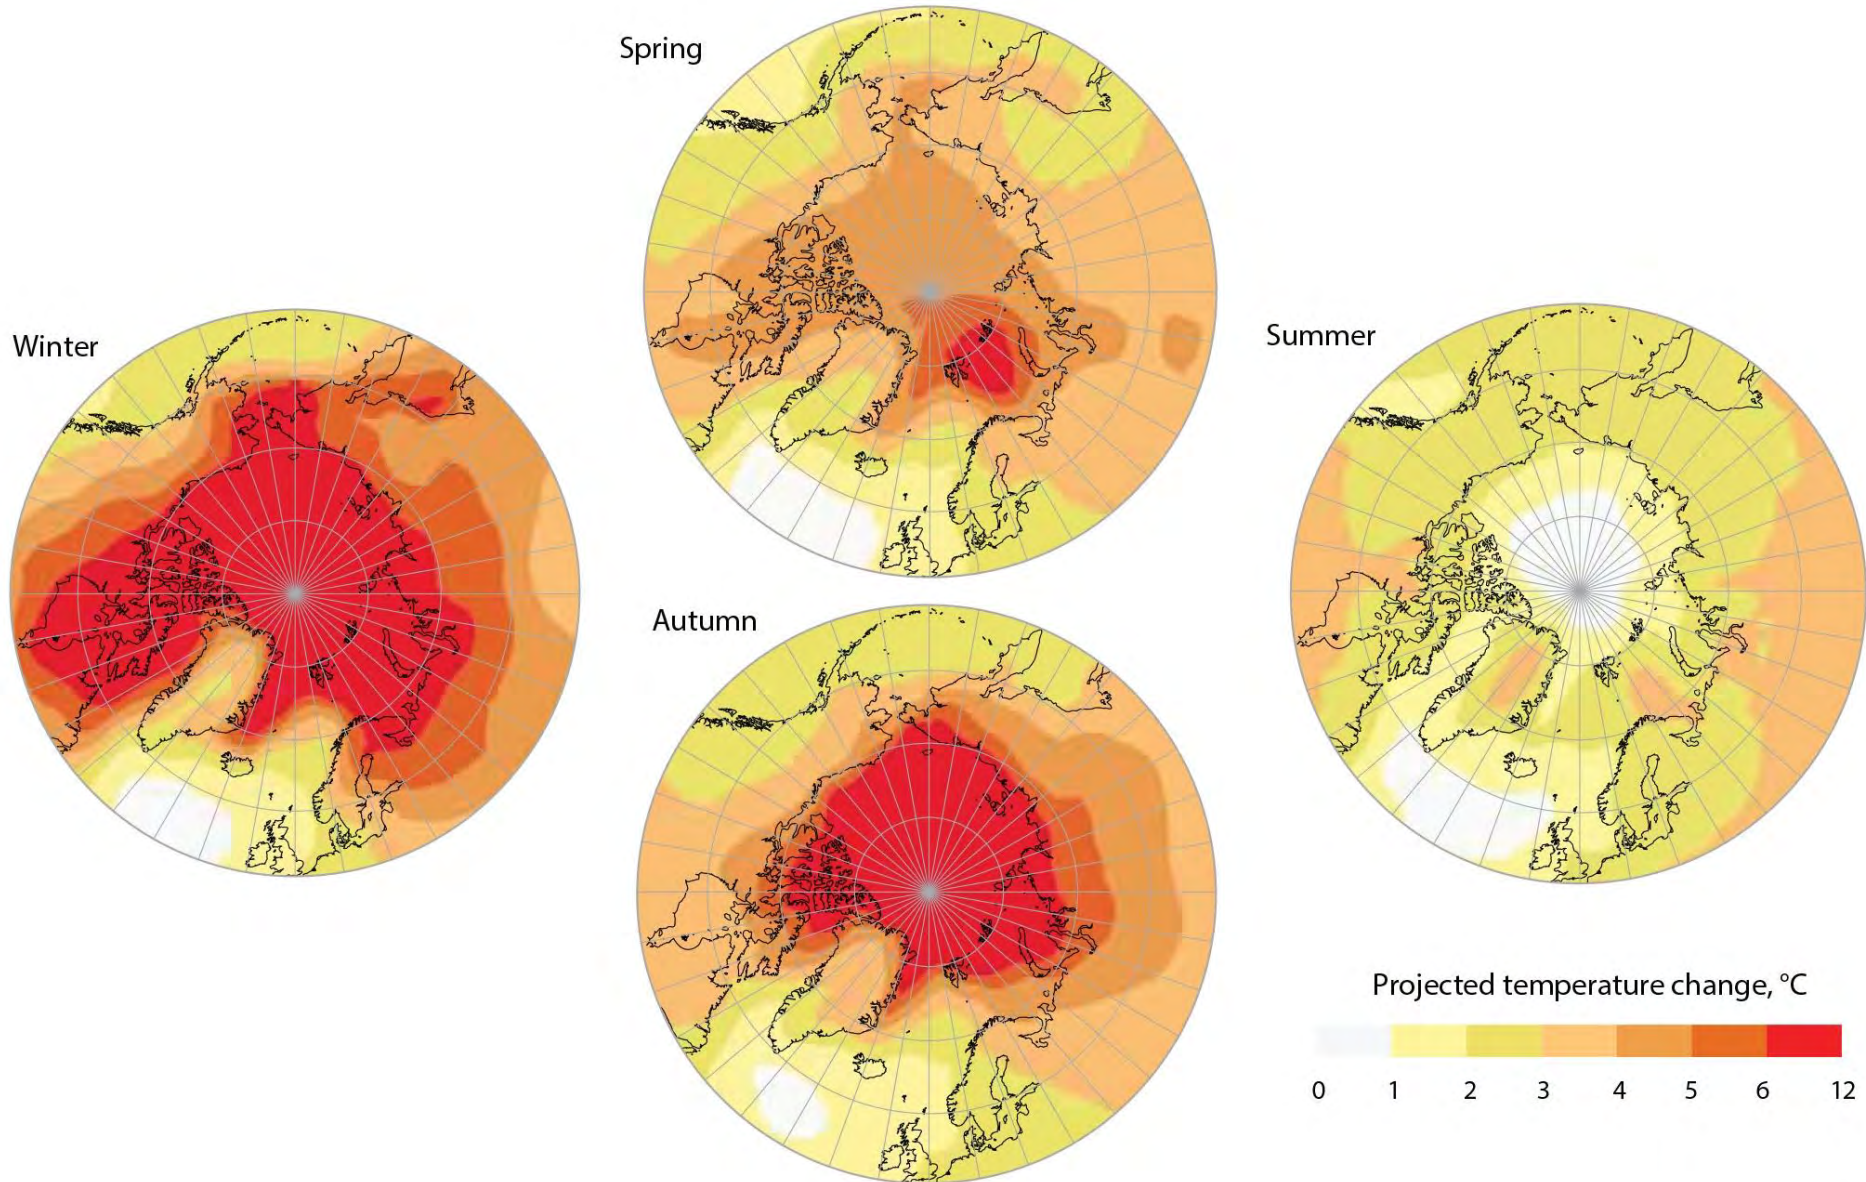 Spring
Winter
Summer
Autumn
Projected temperature change, °C
0 1 2 3 4 5 6 12